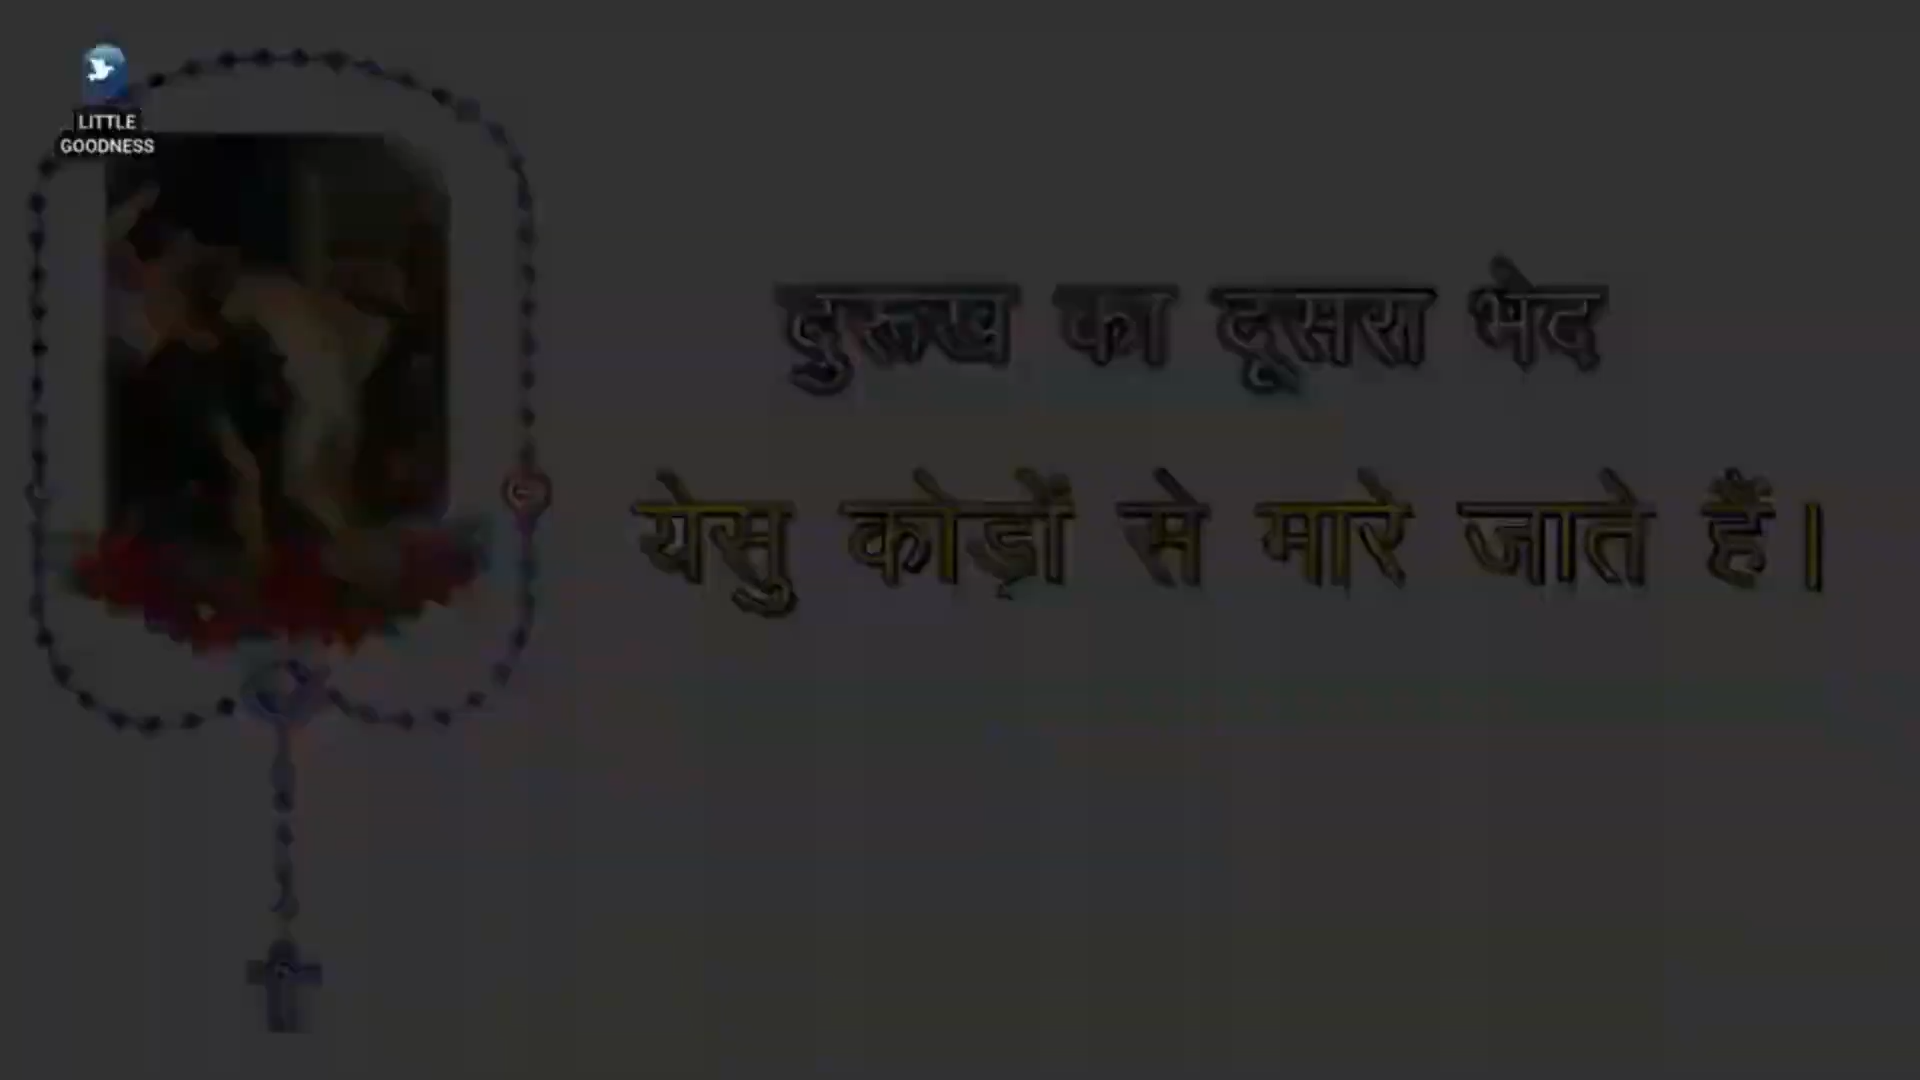 LITTLE
GOODNESS
दुरूख का दूसरा भेद
येसु कोड़ों से मारे जाते हैं।